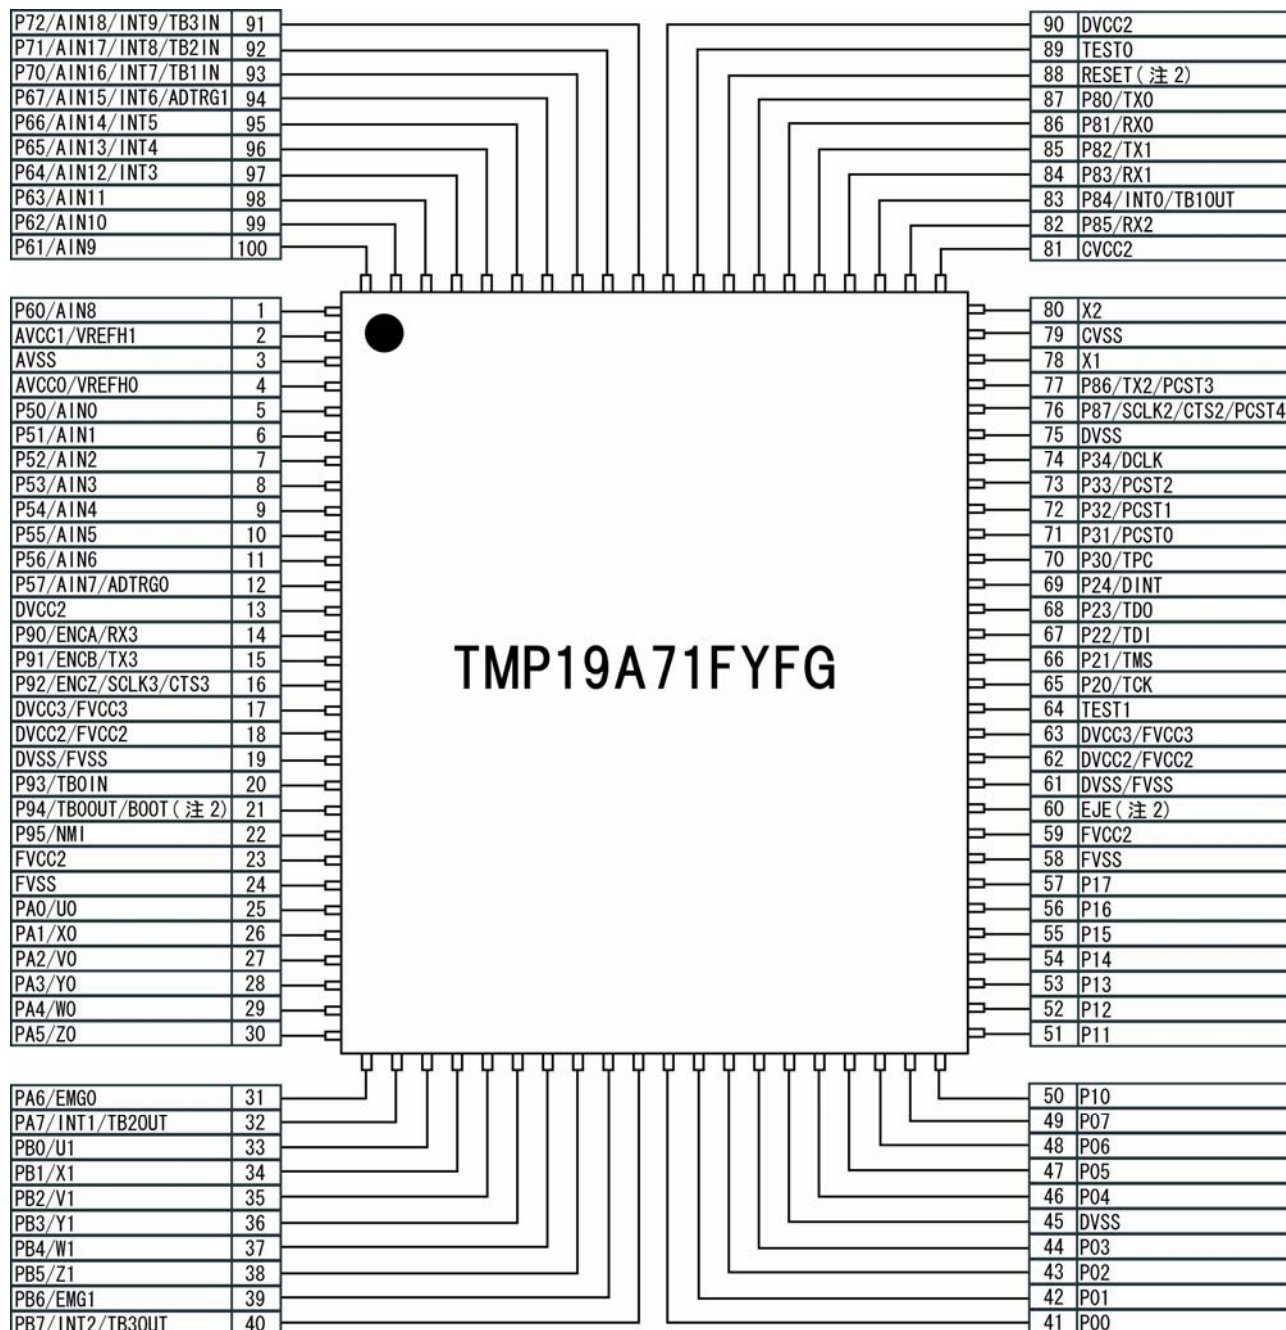 P72/AIN18/INT9/TB3IN 91
P71/AIN17/INT8/TB2IN 92
P70/AIN16/INT7/TB1IN 93
P67/AIN15/INT6/ADTRG1 94
P66/AIN14/INT5 95
P65/AIN13/INT4 96
P64/AIN12/INT3 97
P63/AIN11 98
P62/AIN10 99
P61/AIN9 100
90 DVCC2
89 TEST0
88 RESET(注2)
87 P80/TX0
86 P81/RX0
85 P82/TX1
84 P83/RX1
83 P84/INT0/TB1OUT
82 P85/RX2
81 CVCC2
P60/AIN8 1
AVCC1/VREFH1 2
AVSS 3
AVCC0/VREFH0 4
P50/AIN0 5
P51/AIN1 6
P52/AIN2 7
P53/AIN3 8
P54/AIN4 9
P55/AIN5 10
P56/AIN6 11
P57/AIN7/ADTRG0 12
DVCC2 13
P90/ENCA/RX3 14
P91/ENCB/TX3 15
P92/ENCZ/SCLK3/CTS3 16
DVCC3/FVCC3 17
DVCC2/FVCC2 18
DVSS/FVSS 19
P93/TB0IN 20
P94/TB0OUT/BOOT(注2) 21
P95/NMI 22
FVCC2 23
FVSS 24
PA0/U0 25
PA1/X0 26
PA2/V0 27
PA3/Y0 28
PA4/W0 29
PA5/Z0 30
TMP19A71FYFG
80 X2
79 CVSS
78 X1
77 P86/TX2/PCST3
76 P87/SCLK2/CTS2/PCST4
75 DVSS
74 P34/DCLK
73 P33/PCST2
72 P32/PCST1
71 P31/PCST0
70 P30/TPC
69 P24/DINT
68 P23/TDO
67 P22/TDI
66 P21/TMS
65 P20/TCK
64 TEST1
63 DVCC3/FVCC3
62 DVCC2/FVCC2
61 DVSS/FVSS
60 EJE(注2)
59 FVCC2
58 FVSS
57 P17
56 P16
55 P15
54 P14
53 P13
52 P12
51 P11
PA6/EMG0 31
PA7/INT1/TB2OUT 32
PB0/U1 33
PB1/X1 34
PB2/V1 35
PB3/Y1 36
PB4/W1 37
PB5/Z1 38
PB6/EMG1 39
PB7/INT2/TB3OUT 40
50 P10
49 P07
48 P06
47 P05
46 P04
45 DVSS
44 P03
43 P02
42 P01
41 P00